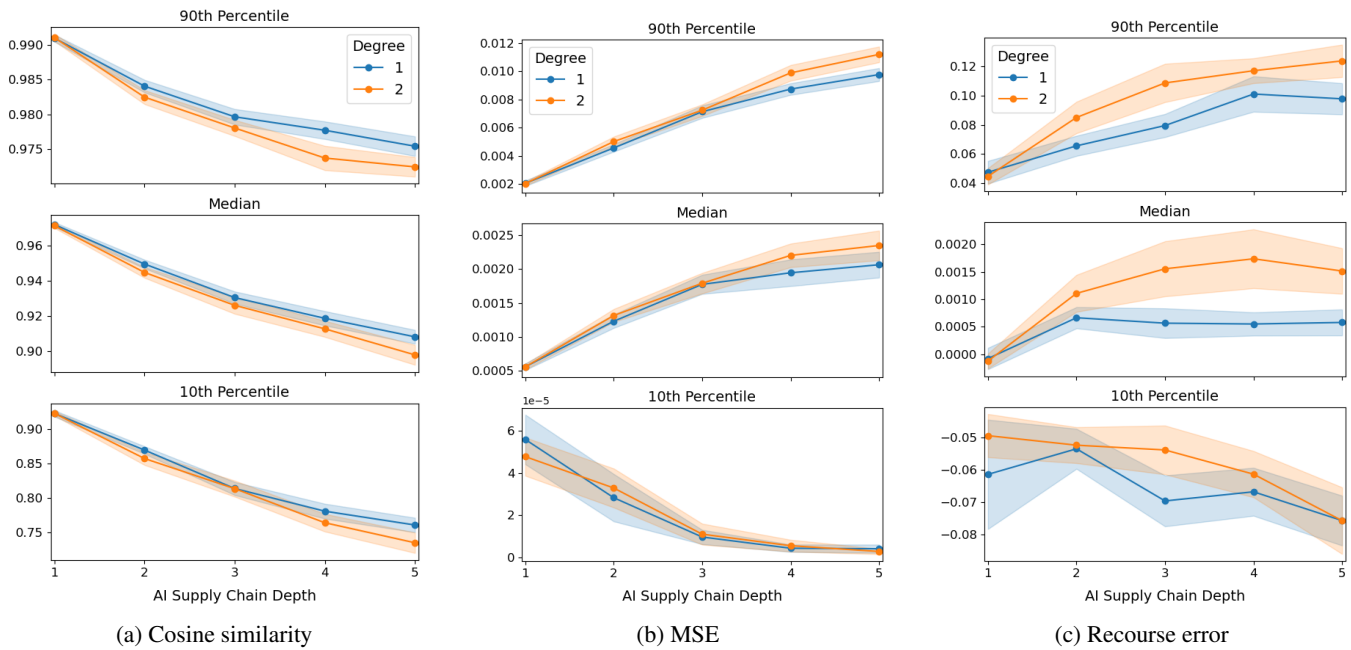 90th Percentile
0.990
0.985
0.980
0.975
Degree
1
2
Median
0.96
0.94
0.92
0.90
10th Percentile
0.90
0.85
0.80
0.75
1 2 3 4 5
AI Supply Chain Depth
(a) Cosine similarity
90th Percentile
0.012
0.010
0.008
0.006
0.004
0.002
Degree
1
2
Median
0.0025
0.0020
0.0015
0.0010
0.0005
10th Percentile
1e−5
6
4
2
0
1 2 3 4 5
AI Supply Chain Depth
(b) MSE
90th Percentile
0.12
0.10
0.08
0.06
0.04
Degree
1
2
Median
0.0020
0.0015
0.0010
0.0005
0.0000
10th Percentile
−0.05
−0.06
−0.07
−0.08
1 2 3 4 5
AI Supply Chain Depth
(c) Recourse error